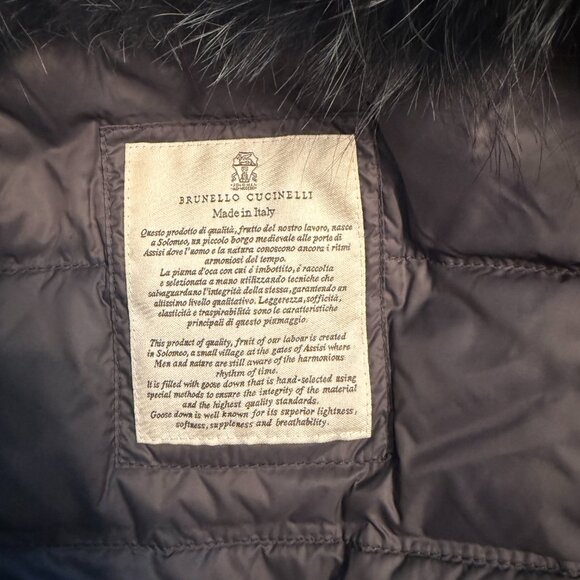 BRUNELLO CUCINELLI
Made in Italy
Questo prodotto di qualità, frutto del nostro lavoro, nasce
a Solomeo, un piccolo borgo medievale alle porte di
Assisi dove l'uomo e la natura conoscono ancora i ritmi
armoniosi del tempo.
La piuma d'oca con cui è imbottito, è raccolta
e selezionata a mano utilizzando tecniche che
salvaguardano l'integrità della stessa, garantendo un
altissimo livello qualitativo. Leggerezza, sofficità,
elasticità e traspirabilità sono le caratteristiche
principali di questo piumaggio.
This product of quality, fruit of our labour is created
in Solomeo, a small village at the gates of Assisi where
Men and nature are still aware of the harmonious
rhythm of time.
It is filled with goose down that is hand-selected using
special methods to ensure the integrity of the material
and the highest quality standards.
Goose down is well known for its superior lightness,
softness, suppleness and breathability.